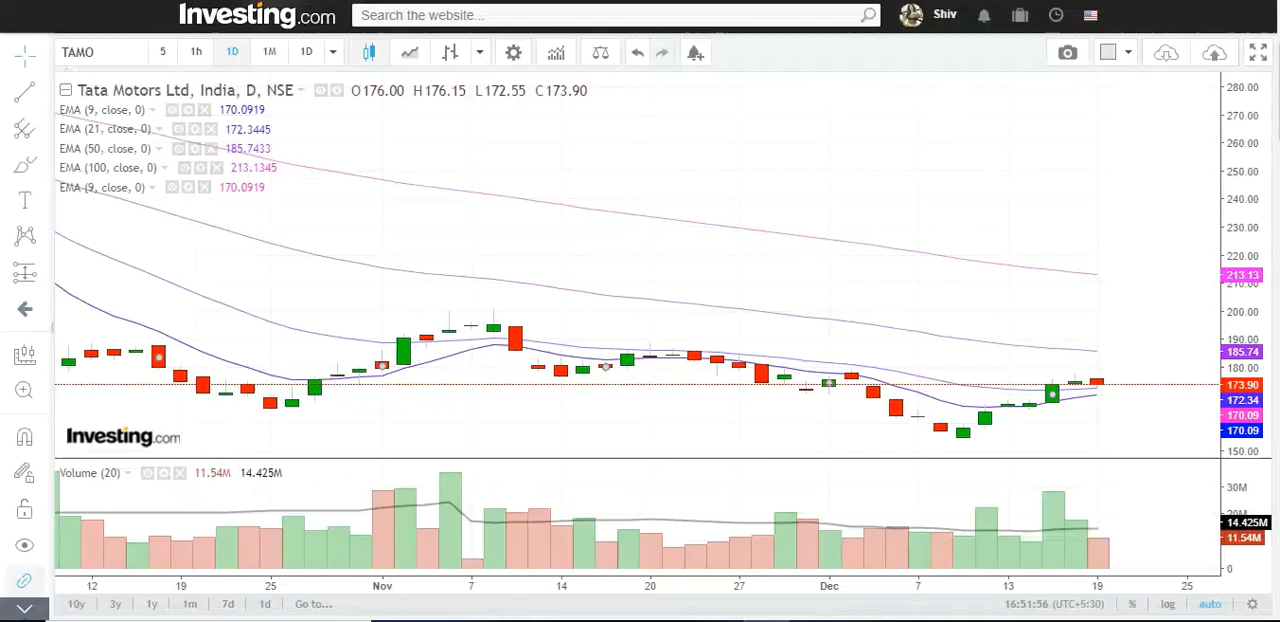 Investing.com
Search the website...
Shiv
TAMO 5 1h 1D 1M 1D
Tata Motors Ltd, India, D, NSE O176.00 H176.15 L172.55 C173.90
EMA (9, close, 0) 170.0919
EMA (21, close, 0) 172.3445
EMA (50, close, 0) 185.7433
EMA (100, close, 0) 213.1345
EMA (9, close, 0) 170.0919
280.00
270.00
260.00
250.00
240.00
230.00
220.00
213.13
210.00
200.00
190.00
185.74
180.00
173.90
172.34
170.09
170.09
150.00
Investing.com
Volume (20) 11.54M 14.425M
30M
20M
14.425M
11.54M
0
12 19 25 Nov 7 14 20 27 Dec 7 13 19 25
10y 3y 1y 1m 7d 1d Go to... 16:51:56 (UTC+5:30) % log auto